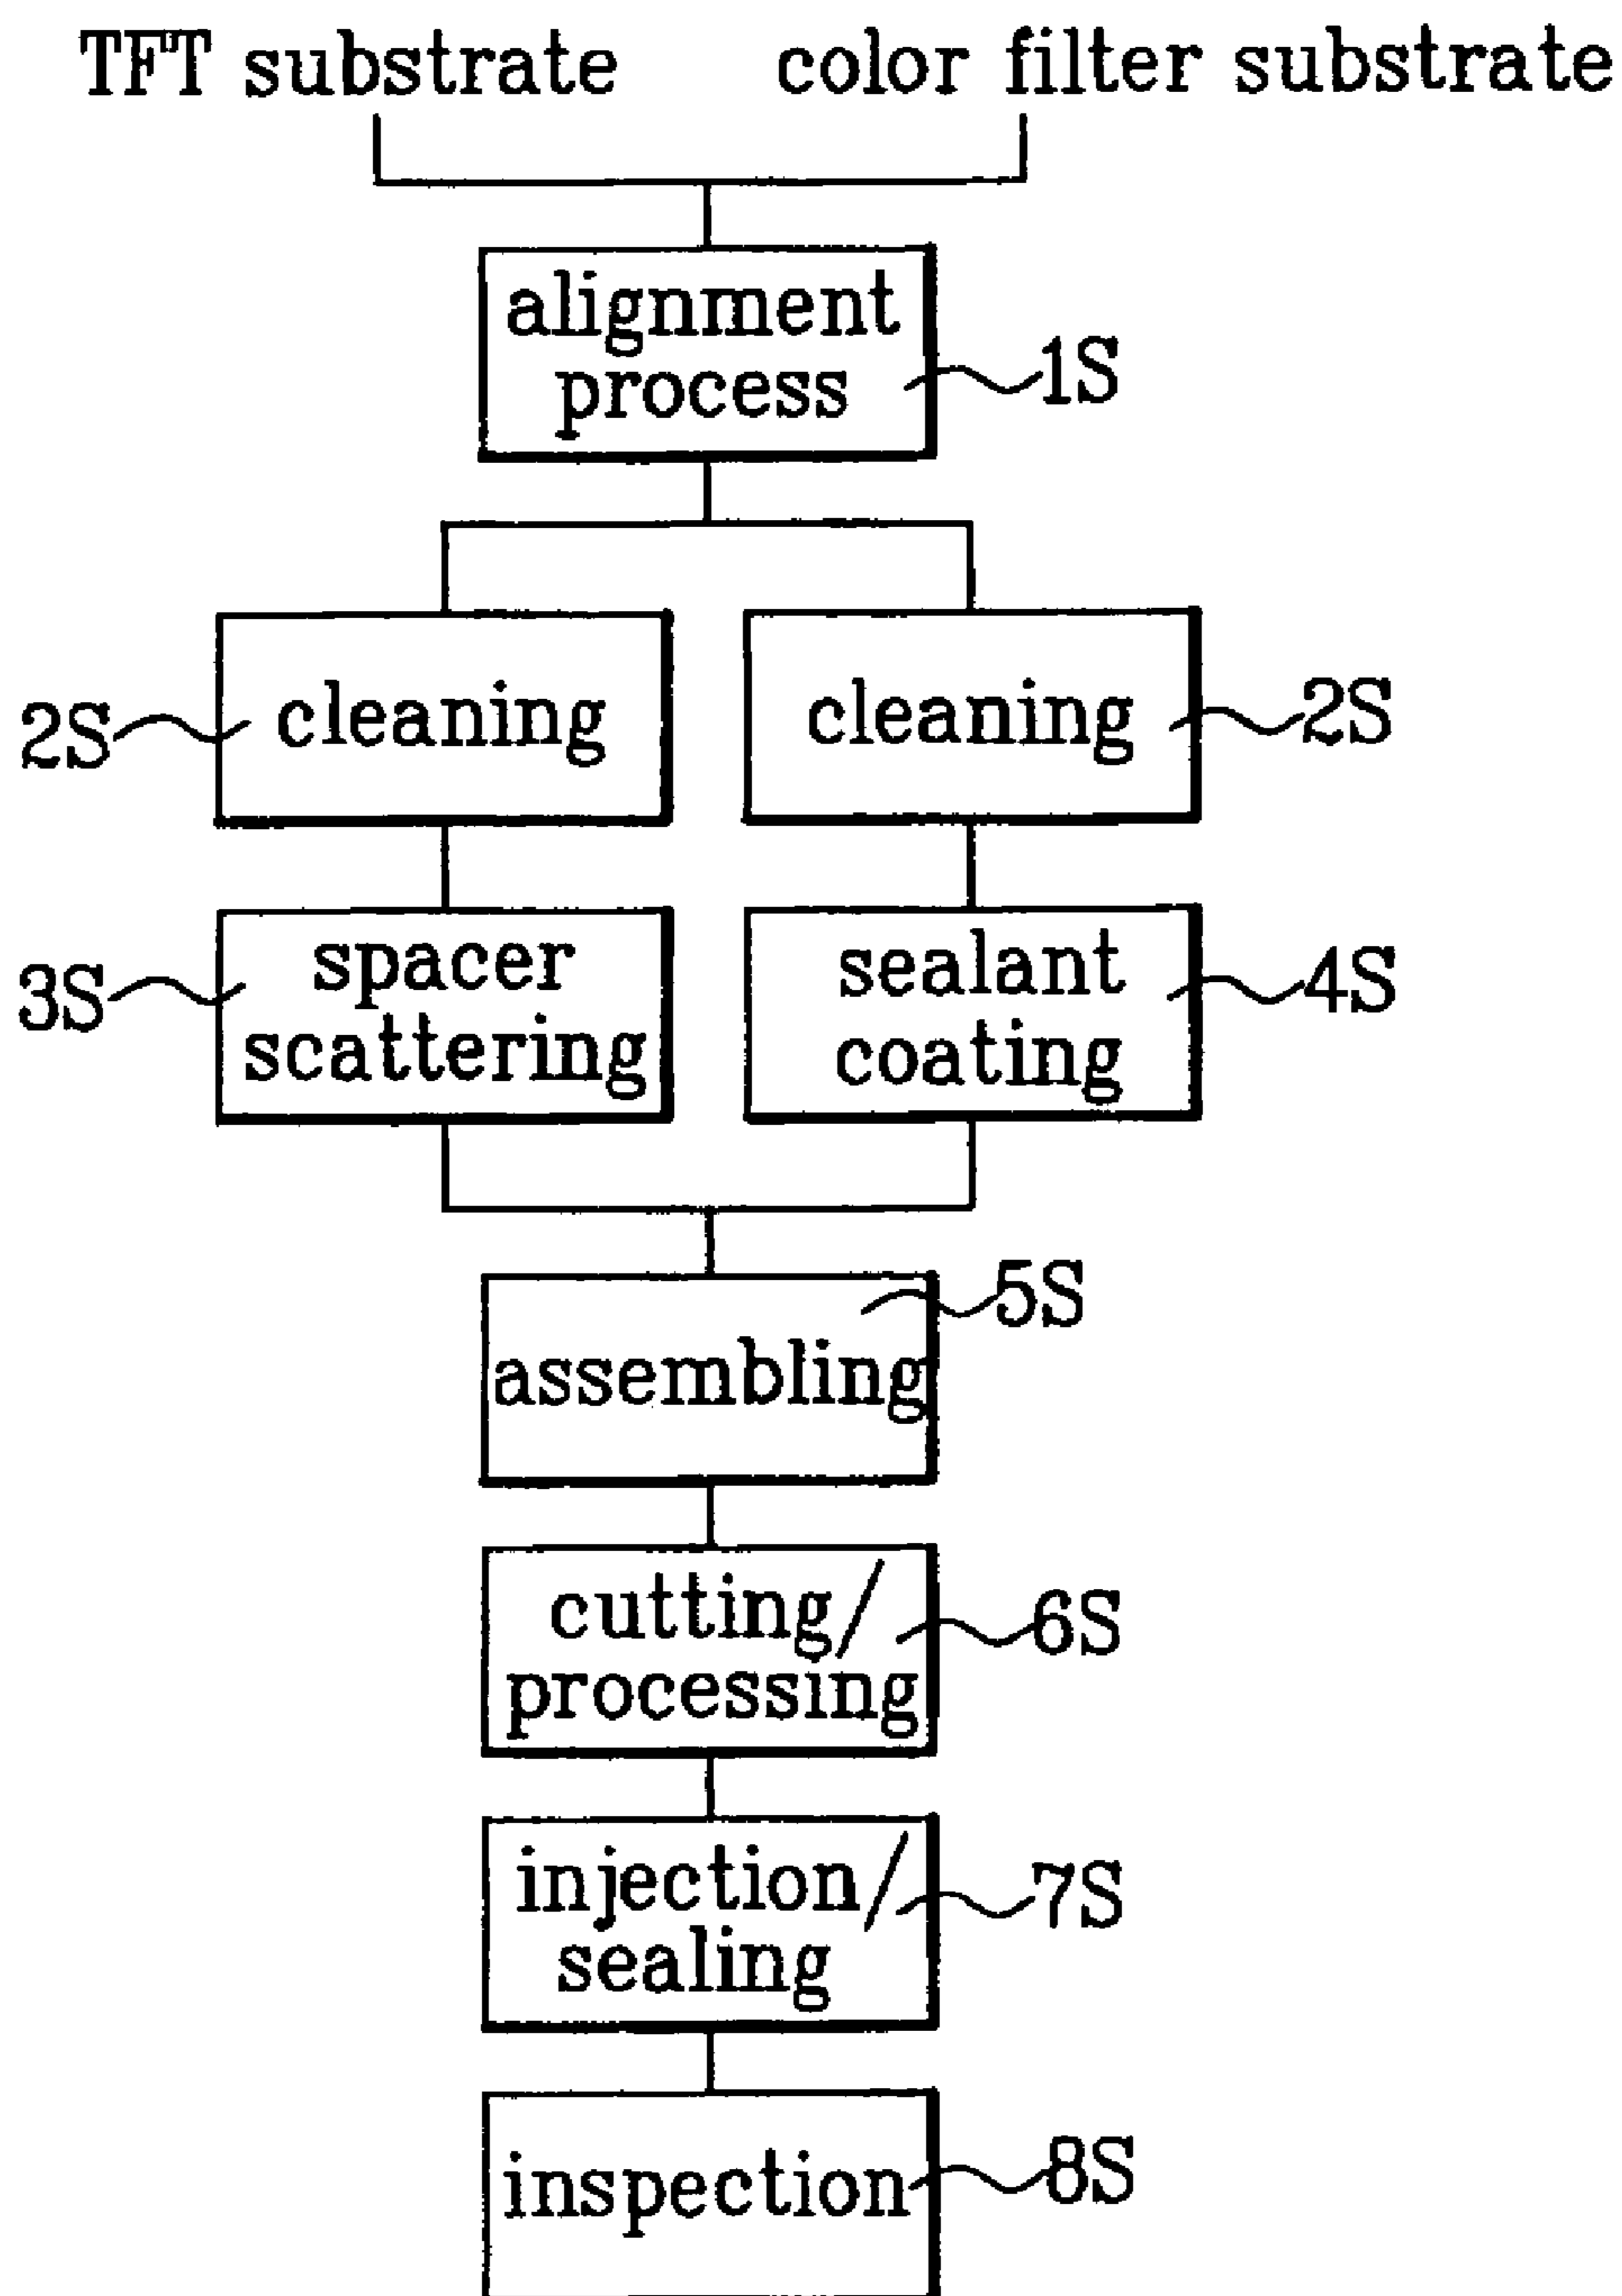 TFT substrate
color filter substrate
alignment
process
1S
2S
cleaning
cleaning
2S
3S
spacer
scattering
sealant
coating
4S
5S
assembling
cutting/
processing
6S
injection/
sealing
7S
inspection
8S